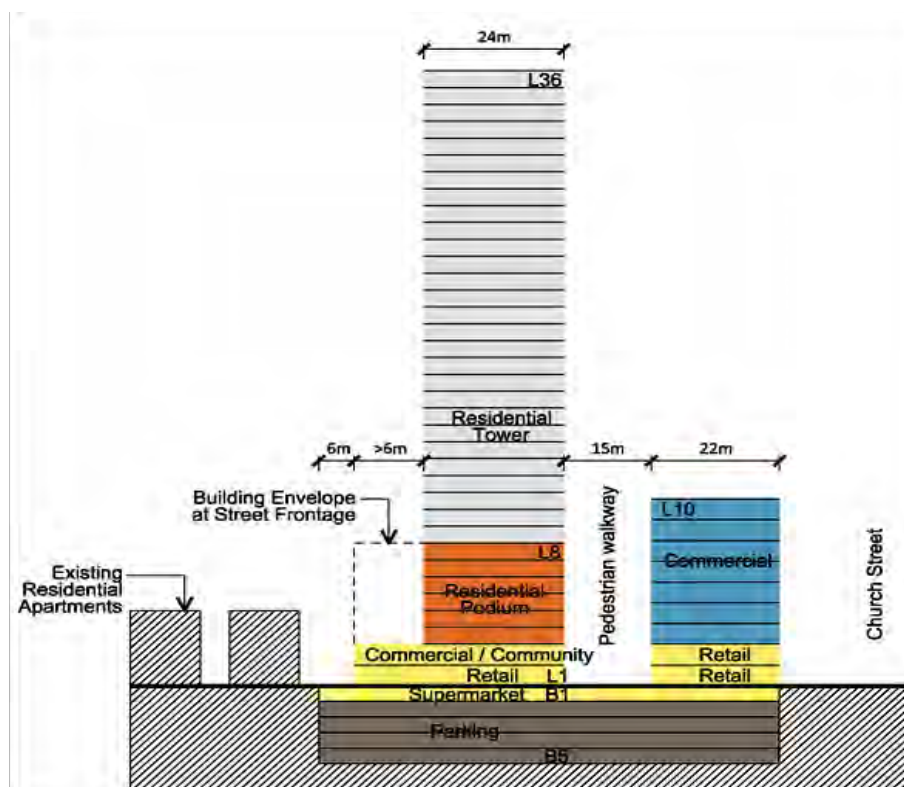 24m
L36
Residential
Tower
6m
>6m
15m
22m
Building Envelope
at Street Frontage
L10
Commercial
L8
Residential
Podium
Pedestrian walkway
Church Street
Existing
Residential
Apartments
Commercial / Community
Retail
Retail L1
Retail
Supermarket B1
Parking
B5